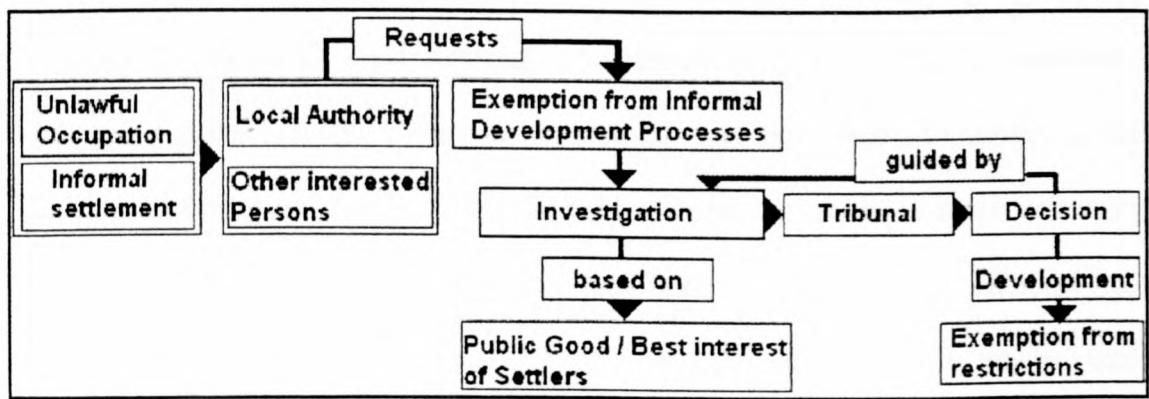 Requests
Unlawful
Occupation
Informal
settlement
Local Authority
Other interested
Persons
Exemption from Informal
Development Processes
guided by
Investigation
Tribunal
Decision
based on
Development
Public Good / Best interest
of Settlers
Exemption from
restrictions